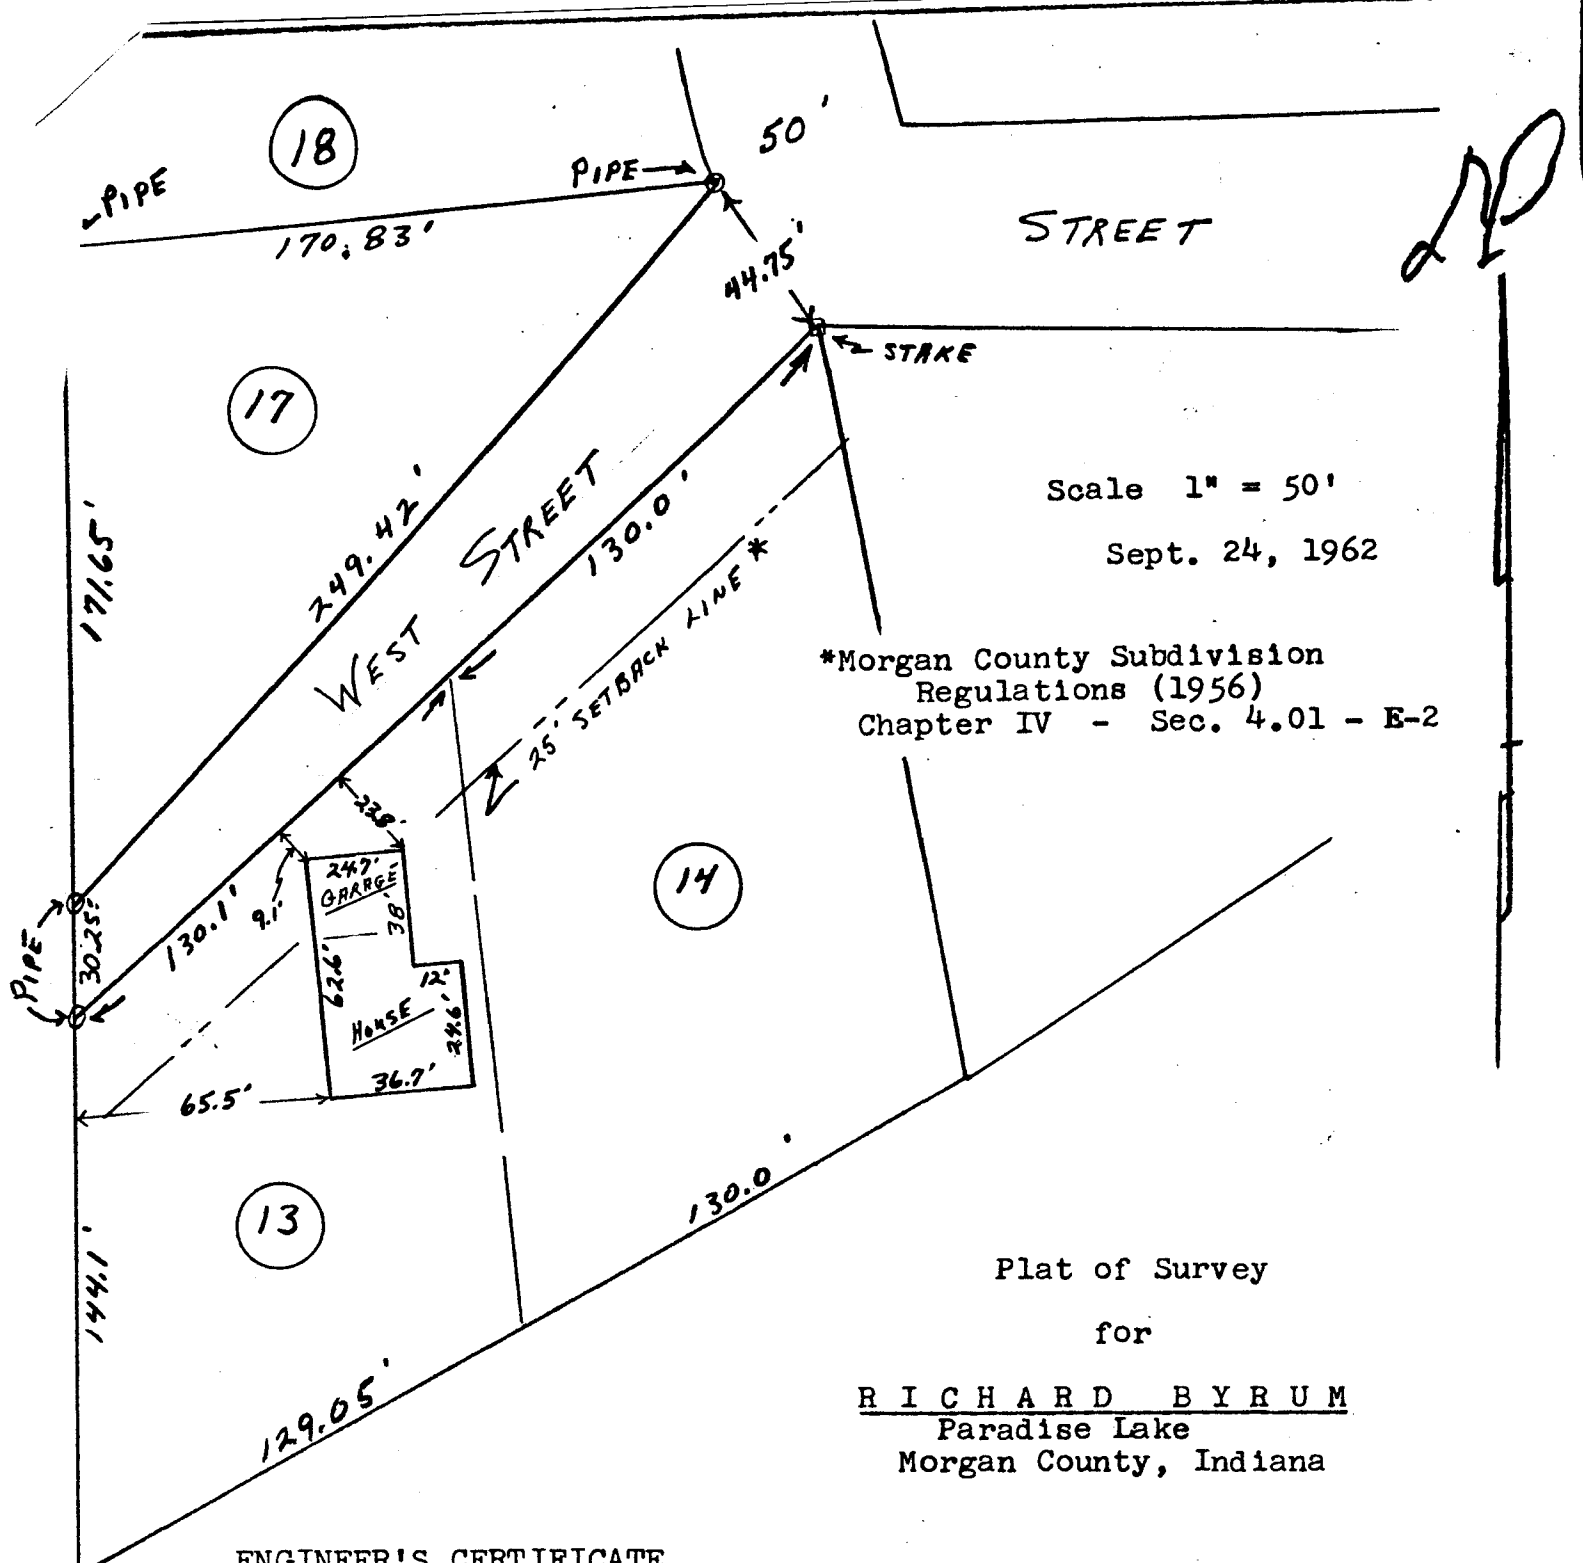 18
50'
PIPE
PIPE
170.83'
STREET
44.75'
STAKE
17
249.42'
171.65'
WEST STREET
130.0'
Scale 1" = 50'
Sept. 24, 1962
25' SETBACK LINE *
*Morgan County Subdivision
Regulations (1956)
Chapter IV - Sec. 4.01 - E-2
23.8'
24.7'
GARAGE
38'
9.1'
130.1'
PIPE
30.25'
14
62.6'
12'
HOUSE
24.6'
36.7'
65.5'
13
130.0'
144.1'
129.05'
Plat of Survey
for
RICHARD BYRUM
Paradise Lake
Morgan County, Indiana
ENGINEER'S CERTIFICATE